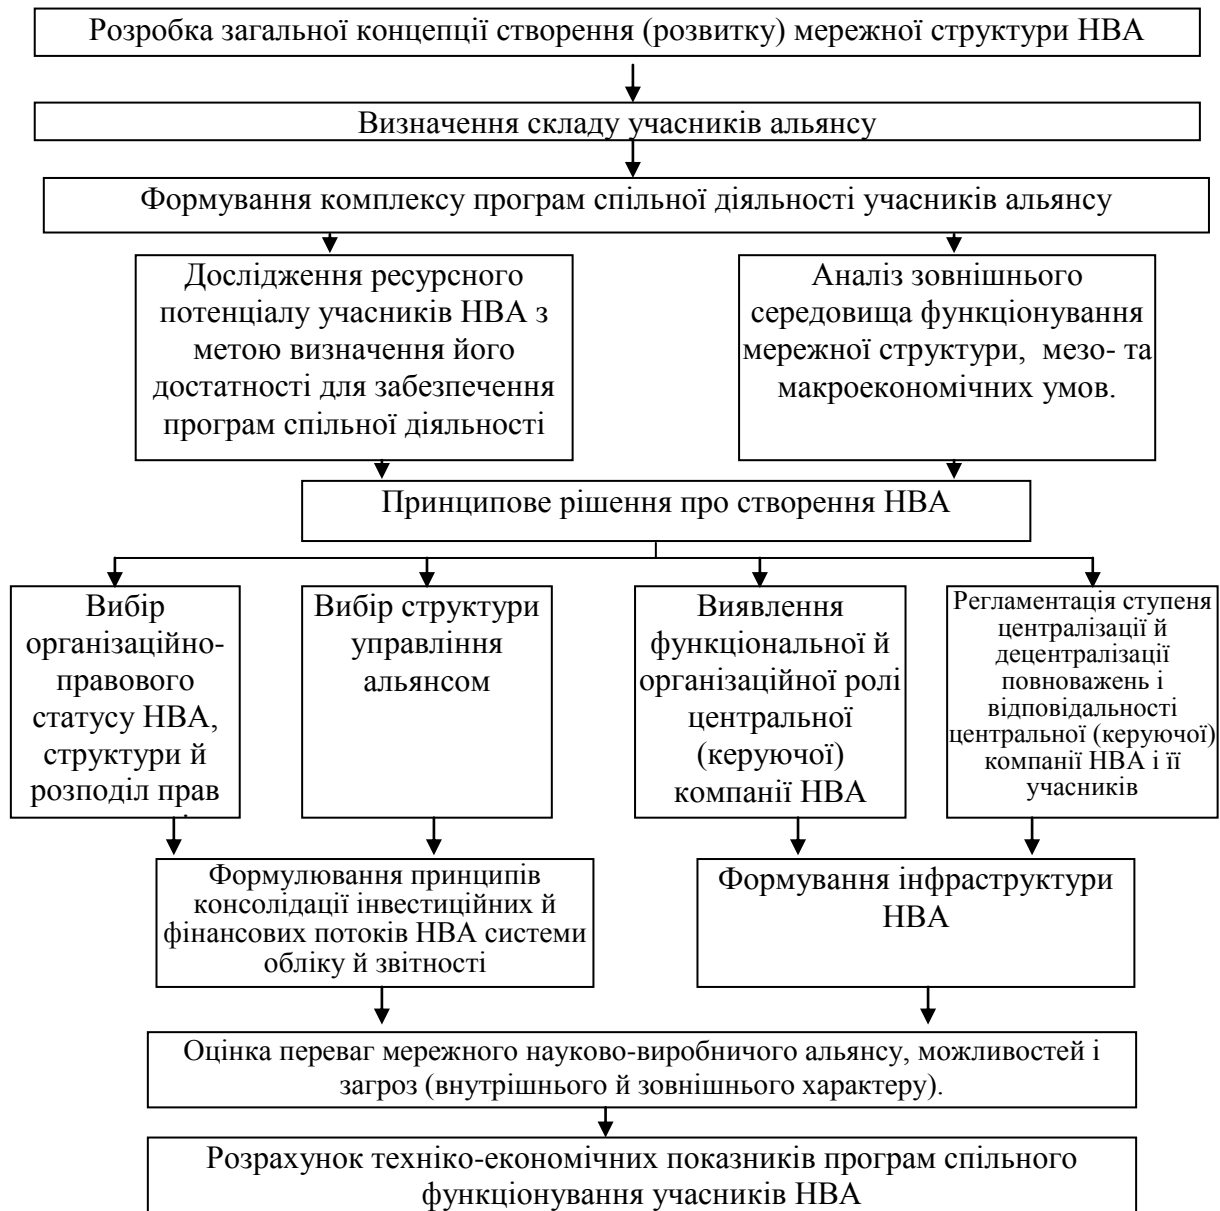 Розробка загальної концепції створення (розвитку) мережної структури НВА
Визначення складу учасників альянсу
Формування комплексу програм спільної діяльності учасників альянсу
Дослідження ресурсного
потенціалу учасників НВА з
метою визначення його
достатності для забезпечення
програм спільної діяльності
Аналіз зовнішнього
середовища функціонування
мережної структури, мезо- та
макроекономічних умов.
Принципове рішення про створення НВА
Вибір
організаційно-
правового
статусу НВА,
структури й
розподіл прав
Вибір структури
управління
альянсом
Виявлення
функціональної й
організаційної ролі
центральної
(керуючої)
компанії НВА
Регламентація ступеня
централізації й
децентралізації
повноважень і
відповідальності
центральної (керуючої)
компанії НВА і її
учасників
Формулювання принципів
консолідації інвестиційних й
фінансових потоків НВА системи
обліку й звітності
Формування інфраструктури
НВА
Оцінка переваг мережного науково-виробничого альянсу, можливостей і
загроз (внутрішнього й зовнішнього характеру).
Розрахунок техніко-економічних показників програм спільного
функціонування учасників НВА